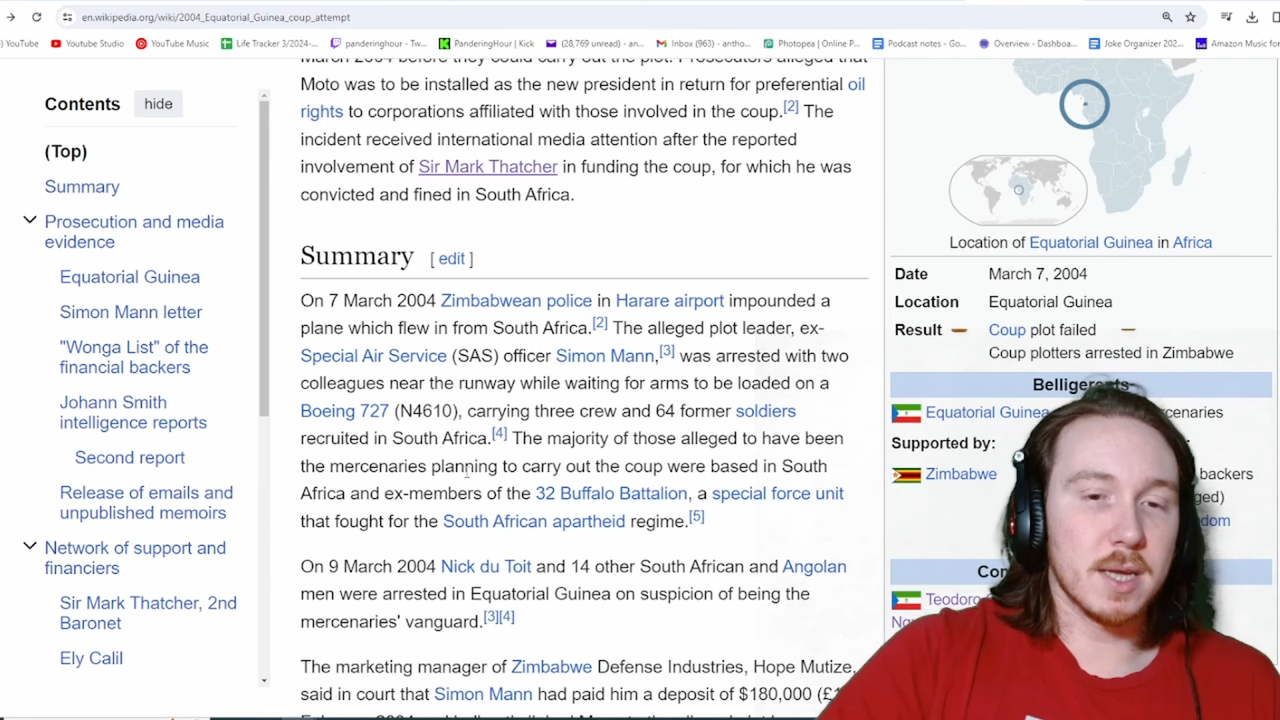 en.wikipedia.org/wiki/2004_Equatorial_Guinea_coup_attempt
YouTube
YouTube Studio
YouTube Music
Life Tracker 3/2024-...
panderinghour - Tw...
PanderingHour | Kick
(28,769 unread) - an...
Inbox (963) - antho...
Photopea | Online P...
Podcast notes - Go...
Overview - Dashboa...
Joke Organizer 202...
Amazon Music for
Contents hide
(Top)
Summary
Prosecution and media
evidence
Equatorial Guinea
Simon Mann letter
"Wonga List" of the
financial backers
Johann Smith
intelligence reports
Second report
Release of emails and
unpublished memoirs
Network of support and
financiers
Sir Mark Thatcher, 2nd
Baronet
Ely Calil
March 2004 before they could carry out the plot. Prosecutors alleged that
Moto was to be installed as the new president in return for preferential oil
rights to corporations affiliated with those involved in the coup.[2] The
incident received international media attention after the reported
involvement of Sir Mark Thatcher in funding the coup, for which he was
convicted and fined in South Africa.
Summary [ edit ]
On 7 March 2004 Zimbabwean police in Harare airport impounded a
plane which flew in from South Africa.[2] The alleged plot leader, ex-
Special Air Service (SAS) officer Simon Mann,[3] was arrested with two
colleagues near the runway while waiting for arms to be loaded on a
Boeing 727 (N4610), carrying three crew and 64 former soldiers
recruited in South Africa.[4] The majority of those alleged to have been
the mercenaries planning to carry out the coup were based in South
Africa and ex-members of the 32 Buffalo Battalion, a special force unit
that fought for the South African apartheid regime.[5]
On 9 March 2004 Nick du Toit and 14 other South African and Angolan
men were arrested in Equatorial Guinea on suspicion of being the
mercenaries' vanguard.[3][4]
The marketing manager of Zimbabwe Defense Industries, Hope Mutize,
said in court that Simon Mann had paid him a deposit of $180,000
Location of Equatorial Guinea in Africa
Date March 7, 2004
Location Equatorial Guinea
Result Coup plot failed
Coup plotters arrested in Zimbabwe
Belligerents
Equatorial Guinea
Supported by:
Zimbabwe
backers
Teodoro